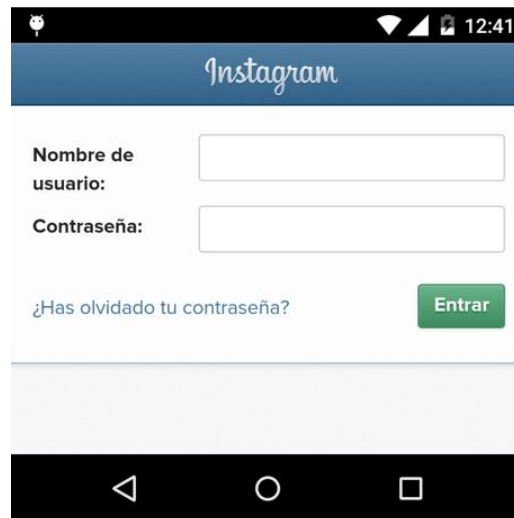 12:41
Instagram
Nombre de
usuario:
Contraseña:
¿Has olvidado tu contraseña?
Entrar